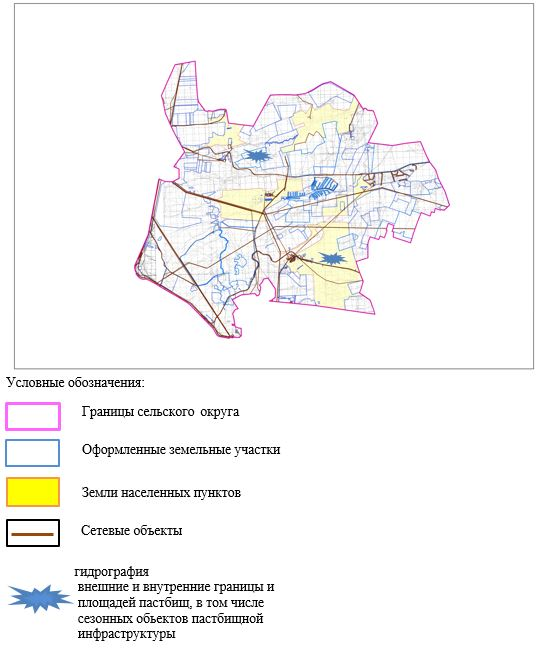 Условные обозначения:
Границы сельского округа
Оформленные земельные участки
Земли населенных пунктов
Сетевые объекты
гидрография
внешние и внутренние границы и
площадей пастбищ, в том числе
сезонных обьектов пастбищной
инфраструктуры